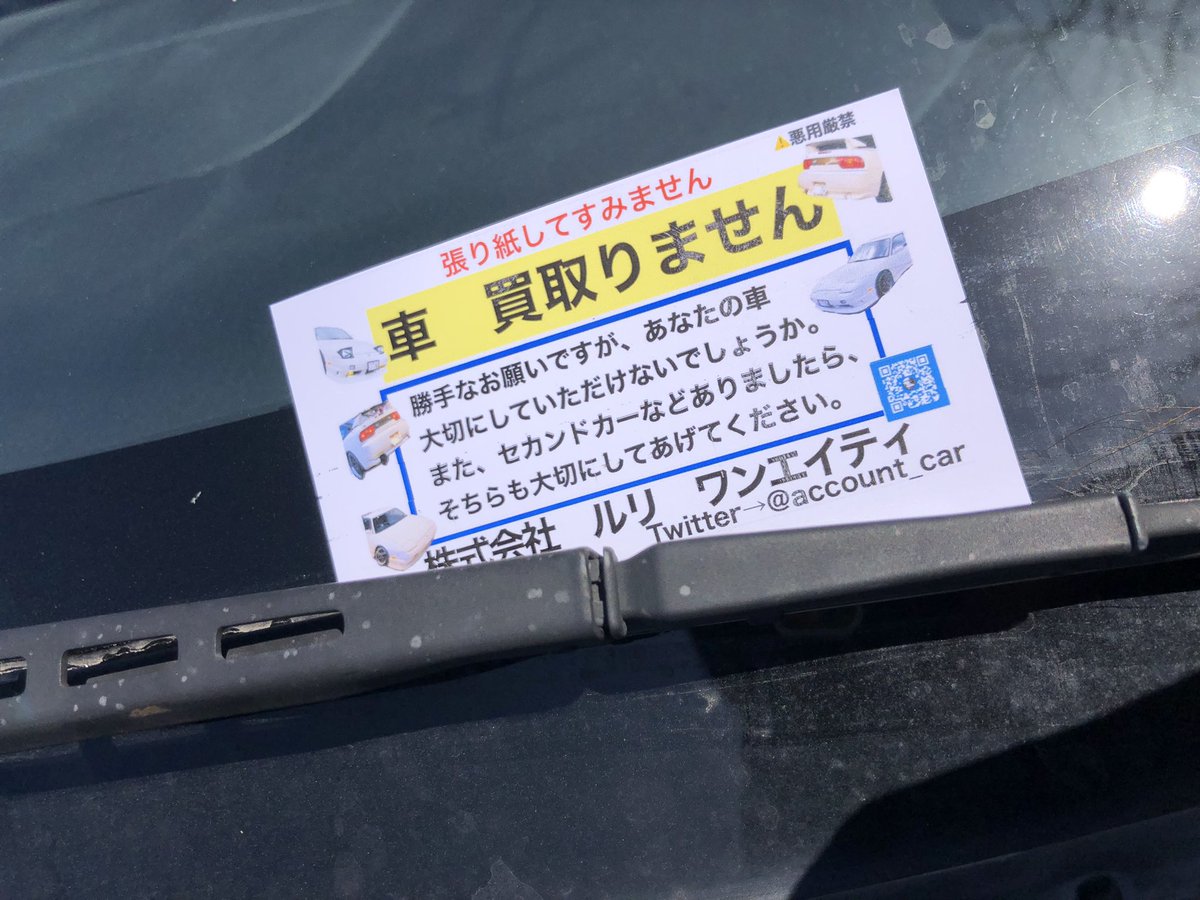 ⚠悪用厳禁
張り紙してすみません
車　買取りません
勝手なお願いですが、あなたの車
大切にしていただけないでしょうか。
また、セカンドカーなどありましたら、
そちらも大切にしてあげてください。
株式会社　ルリ　ワンエイティ
Twitter→@account_car